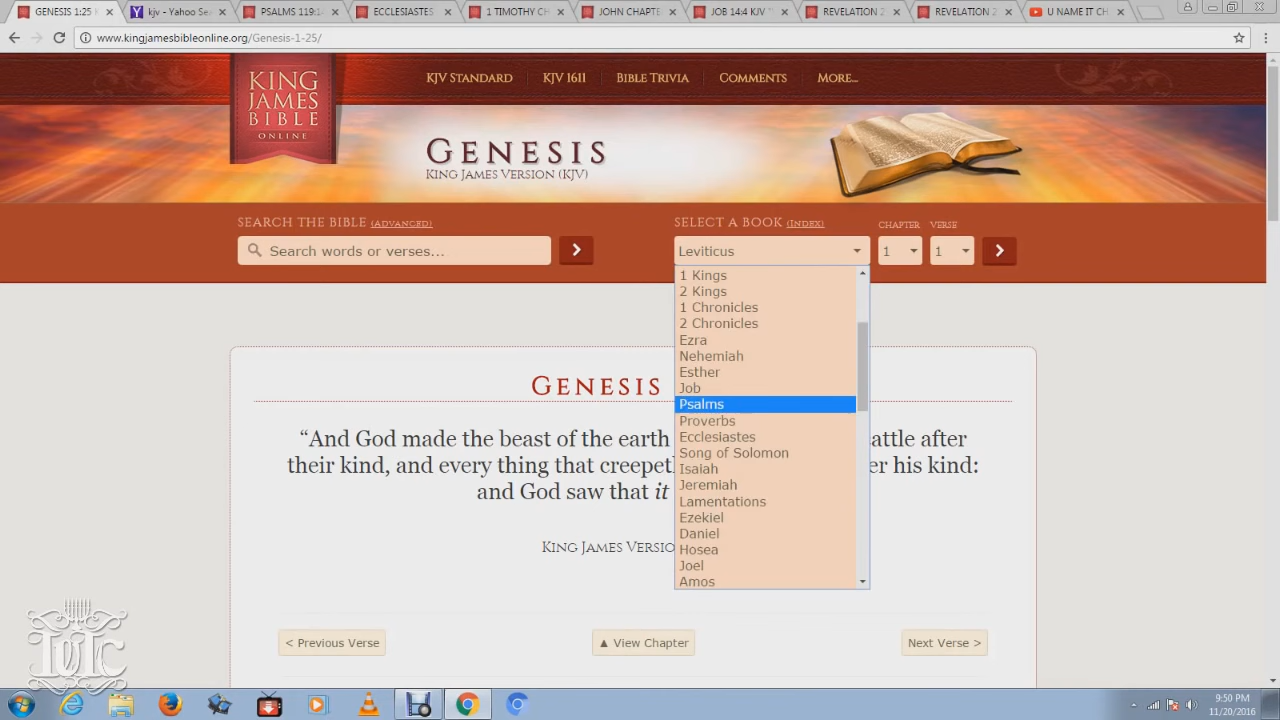 GENESIS 1:25
kjv - Yahoo Sea
PSALMS 119:1
ECCLESIASTES
1 TIMOTHY CH
JOHN CHAPTE
JOB 14:4 KJV "
REVELATION 2
REVELATION 2
U NAME IT CH
www.kingjamesbibleonline.org/Genesis-1-25/
KING
JAMES
BIBLE
ONLINE
KJV STANDARD
KJV 1611
BIBLE TRIVIA
COMMENTS
MORE...
GENESIS
KING JAMES VERSION (KJV)
SEARCH THE BIBLE (ADVANCED)
Search words or verses...
SELECT A BOOK (INDEX)
CHAPTER
VERSE
Leviticus
1
1
1 Kings
2 Kings
1 Chronicles
2 Chronicles
Ezra
Nehemiah
Esther
Job
Psalms
Proverbs
Ecclesiastes
Song of Solomon
Isaiah
Jeremiah
Lamentations
Ezekiel
Daniel
Hosea
Joel
Amos
GENESIS
“And God made the beast of the earth attle after
their kind, and every thing that creepet er his kind:
and God saw that it
KING JAMES VERSIO
< Previous Verse
▲ View Chapter
Next Verse >
IUIC
9:50 PM
11/20/2016